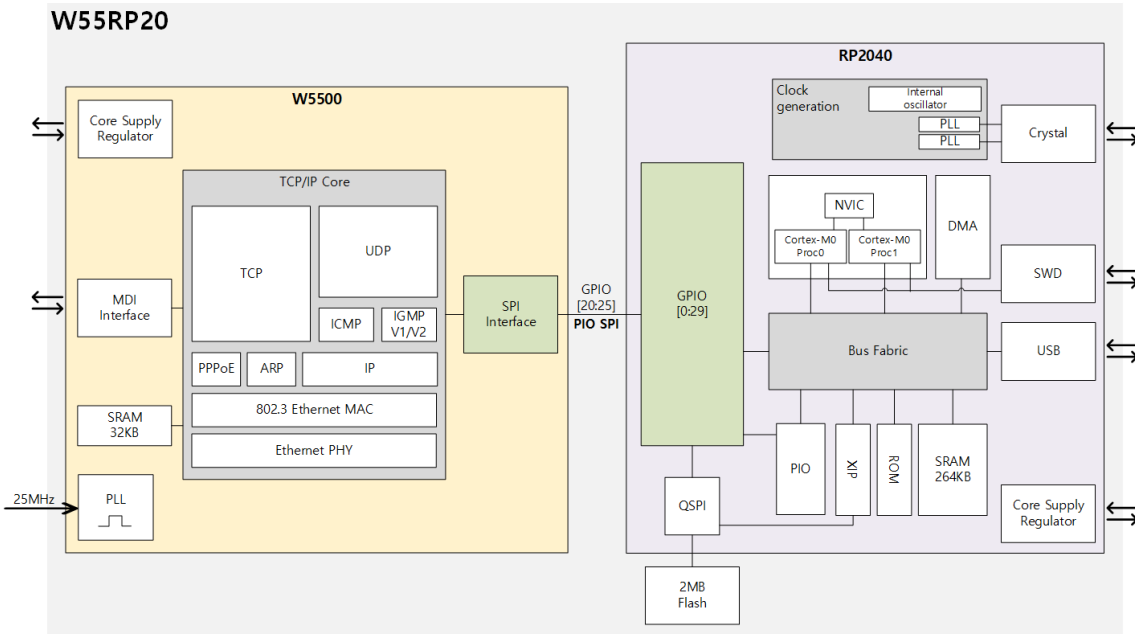 W55RP20
W5500
Core Supply
Regulator
TCP/IP Core
TCP
UDP
ICMP
IGMP
V1/V2
PPPoE
ARP
IP
802.3 Ethernet MAC
Ethernet PHY
MDI
Interface
SRAM
32KB
25MHz
PLL
SPI
Interface
GPIO
[20:25]
PIO SPI
RP2040
Clock
generation
Internal
oscillator
PLL
PLL
Crystal
GPIO
[0:29]
NVIC
Cortex-M0
Proc0
Cortex-M0
Proc1
DMA
SWD
Bus Fabric
USB
PIO
XIP
ROM
SRAM
264KB
QSPI
Core Supply
Regulator
2MB
Flash